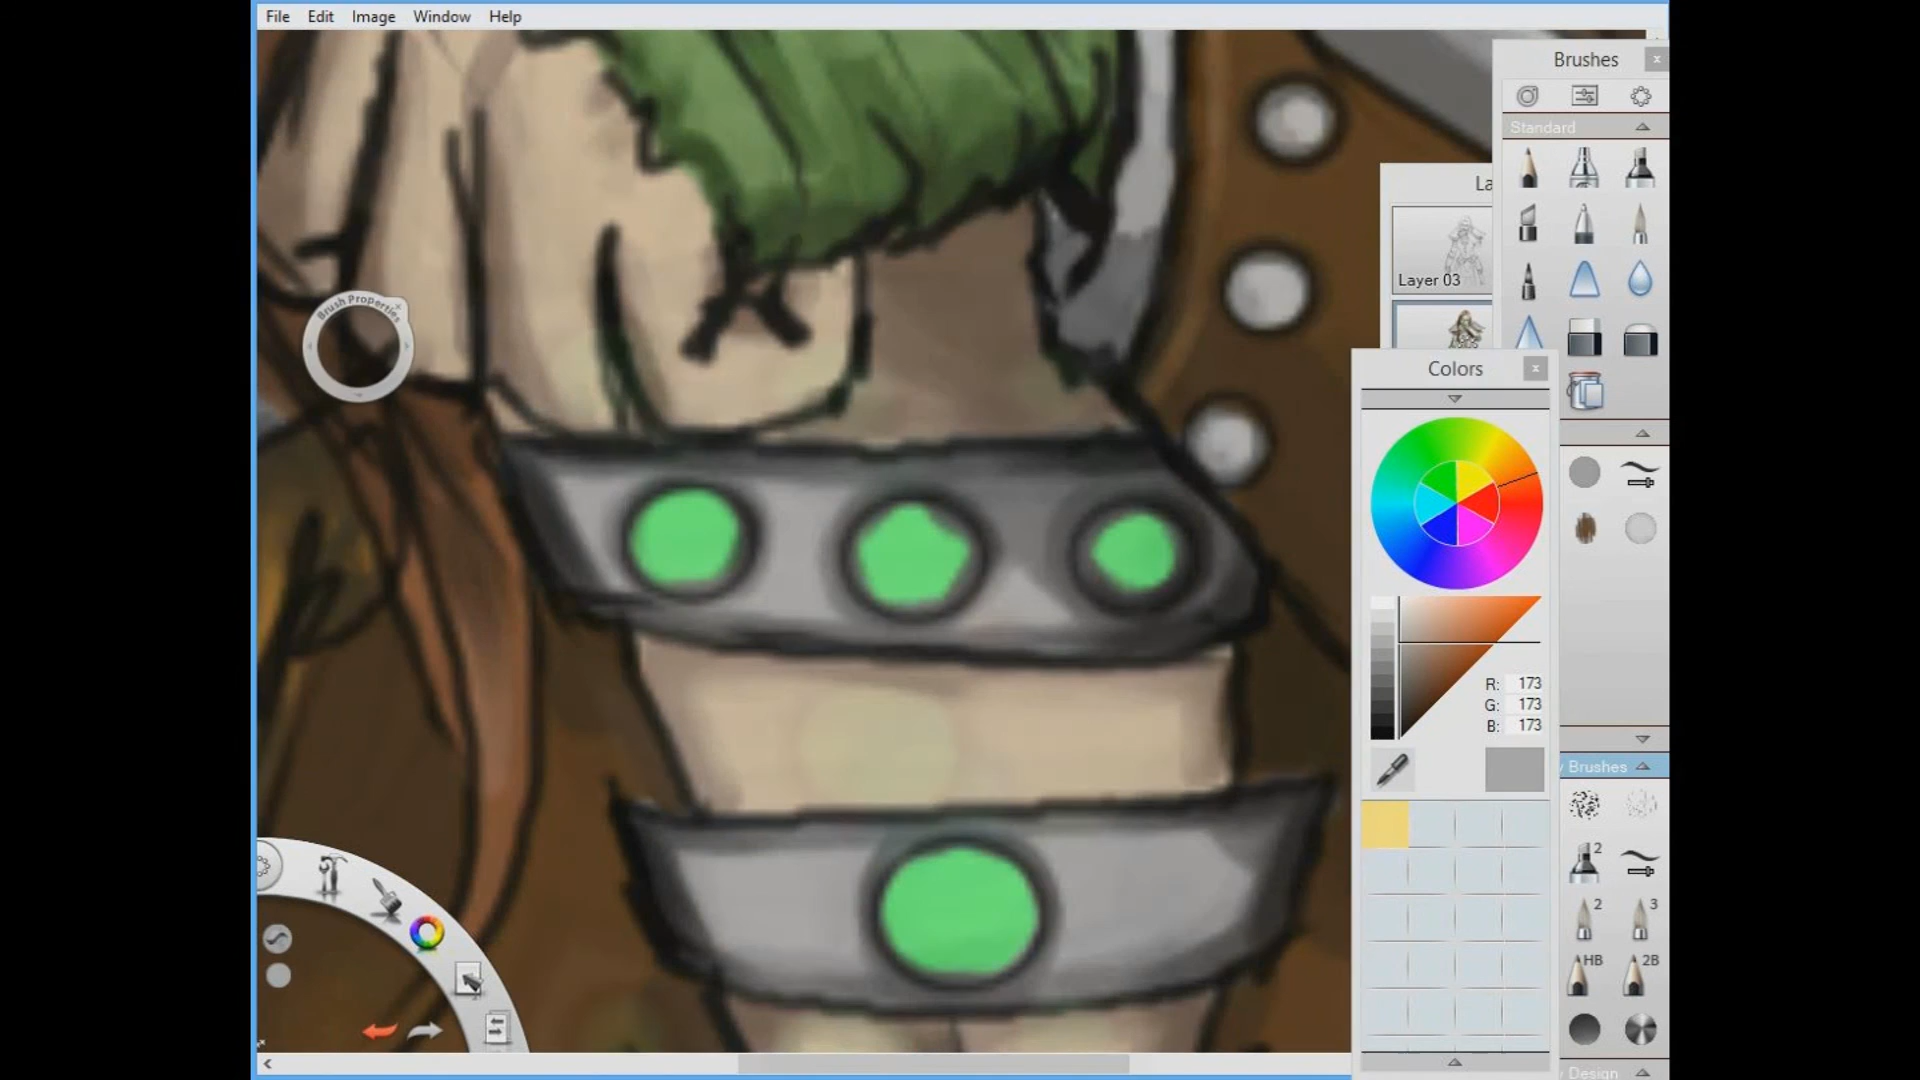 File Edit Image Window Help
Brushes
Standard
La
Layer 03
Brush Properties
Colors
R: 173
G: 173
B: 173
Brushes
2
2 3
HB 2B
Design